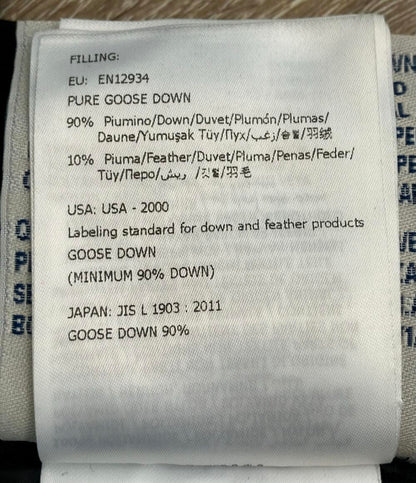 FILLING:
EU: EN12934
PURE GOOSE DOWN
90% Piumino/Down/Duvet/Plumón/Plumas/
Daune/Yumuşak Tüy/Пух/زغب/솜털/羽绒
10% Piuma/Feather/Duvet/Pluma/Penas/Feder/
Tüy/Перо/ريش /깃털/羽毛
USA: USA - 2000
Labeling standard for down and feather products
GOOSE DOWN
(MINIMUM 90% DOWN)
JAPAN: JIS L 1903 : 2011
GOOSE DOWN 90%